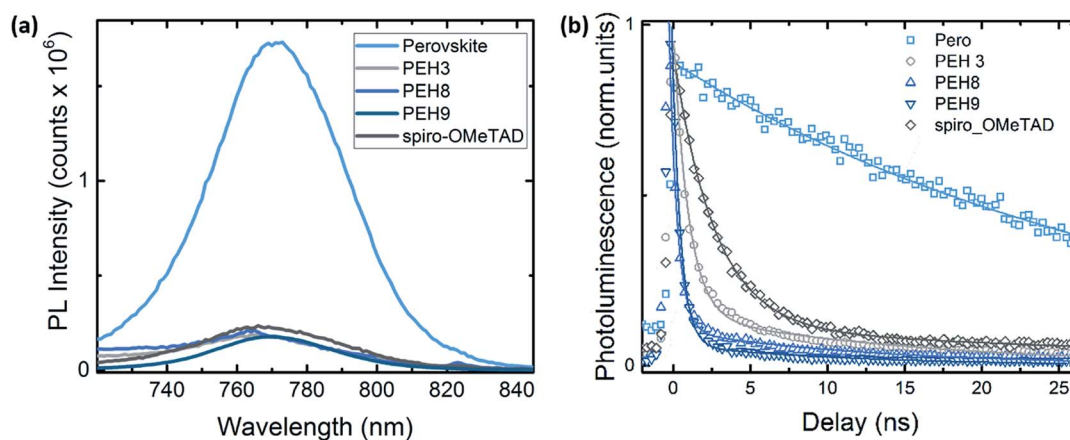 (a)
PL Intensity (counts x 10⁶)
1
0
740 760 780 800 820 840
Wavelength (nm)
Perovskite
PEH3
PEH8
PEH9
spiro-OMeTAD
(b)
Photoluminescence (norm.units)
1
0
0 5 10 15 20 25
Delay (ns)
Pero
PEH 3
PEH8
PEH9
spiro_OMeTAD